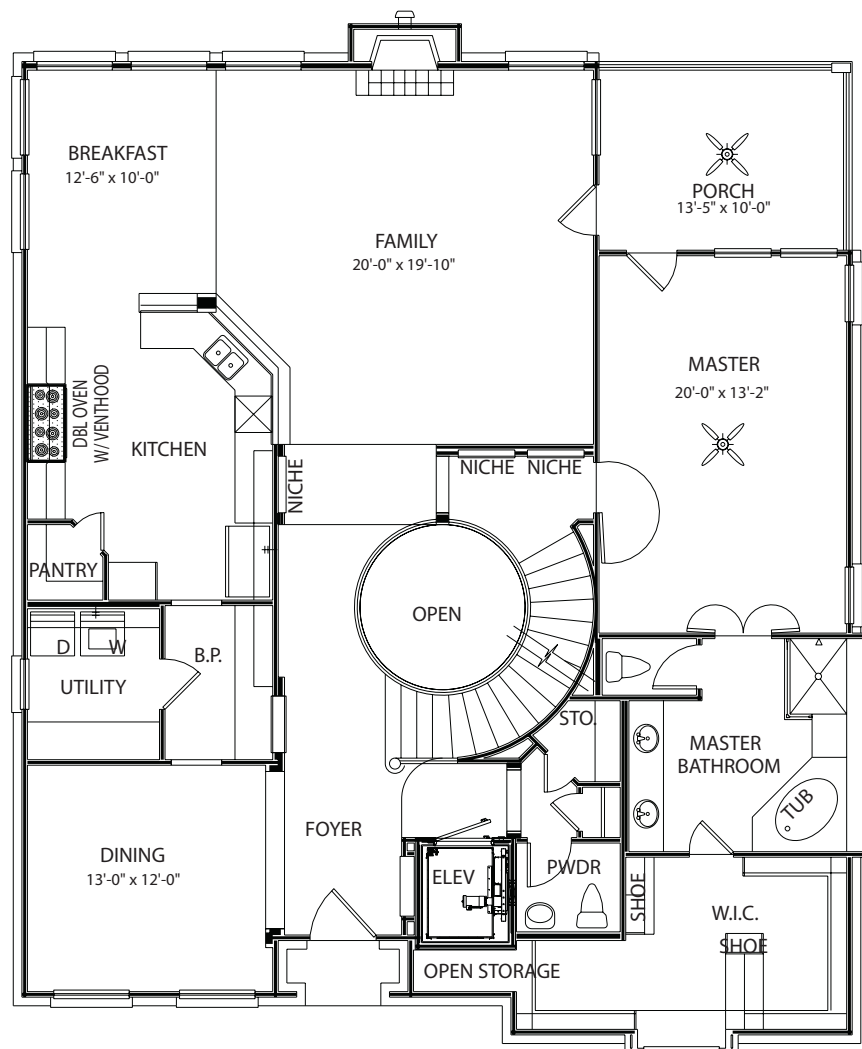 BREAKFAST
12'-6" x 10'-0"
PORCH
13'-5" x 10'-0"
FAMILY
20'-0" x 19'-10"
MASTER
20'-0" x 13'-2"
DBL OVEN
W/ VENTHOOD
KITCHEN
NICHE
NICHE
NICHE
PANTRY
OPEN
D
W
B.P.
UTILITY
STO.
MASTER
BATHROOM
TUB
FOYER
DINING
13'-0" x 12'-0"
ELEV
PWDR
SHOE
W.I.C.
SHOE
OPEN STORAGE